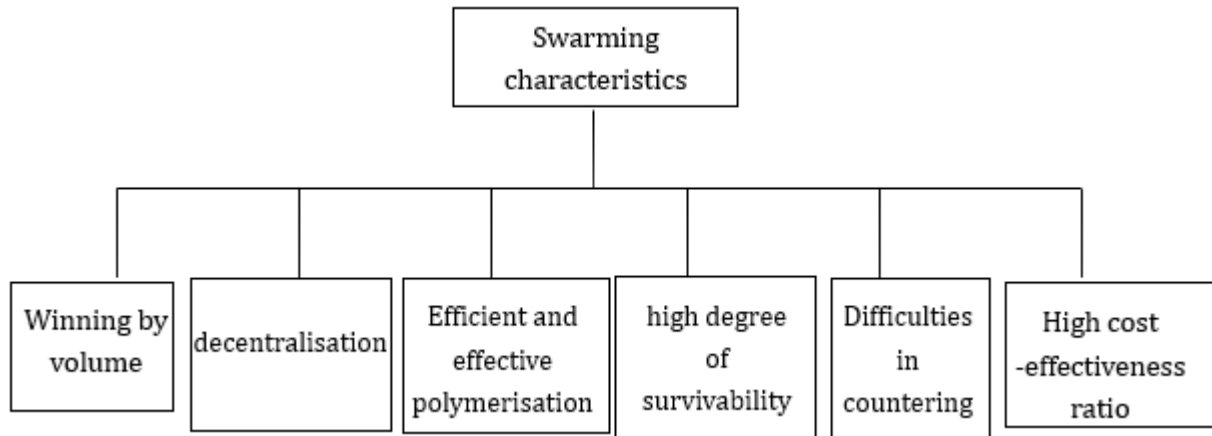 Swarming
characteristics
Winning by
volume
decentralisation
Efficient and
effective
polymerisation
high degree
of
survivability
Difficulties
in
countering
High cost
-effectiveness
ratio